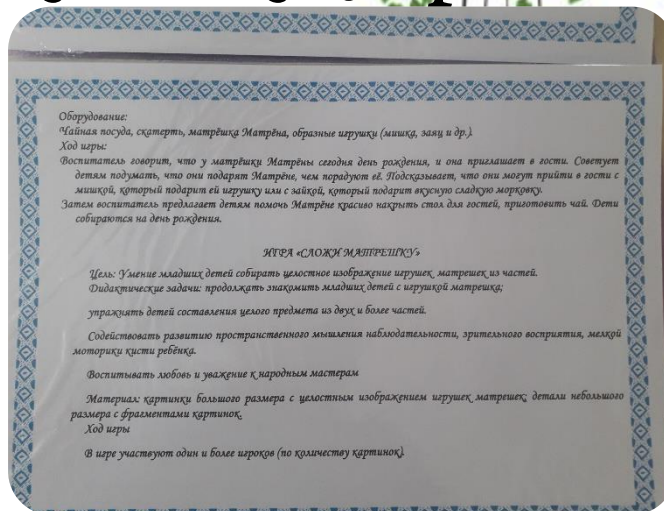 Оборудование:
Чайная посуда, скатерть, матрёшка Матрёна, образные игрушки (мишка, заяц и др.).
Ход игры:
Воспитатель говорит, что у матрёшки Матрёны сегодня день рождения, и она приглашает в гости. Советует
детям подумать, что они подарят Матрёне, чем порадуют её. Подсказывает, что они могут прийти в гости с
мишкой, который подарит ей игрушку или с зайкой, который подарит вкусную сладкую морковку.
Затем воспитатель предлагает детям помочь Матрёне красиво накрыть стол для гостей, приготовить чай. Дети
собираются на день рождения.
ИГРА «СЛОЖИ МАТРЕШКУ»
Цель: Умение младших детей собирать целостное изображение игрушек матрешек из частей.
Дидактические задачи: продолжать знакомить младших детей с игрушкой матрешка;
упражнять детей составления целого предмета из двух и более частей.
Содействовать развитию пространственного мышления наблюдательности, зрительного восприятия, мелкой
моторики кисти ребёнка.
Воспитывать любовь и уважение к народным мастерам
Материал: картинки большого размера с целостным изображением игрушек матрешек; детали небольшого
размера с фрагментами картинок.
Ход игры
В игре участвуют один и более игроков (по количеству картинок).